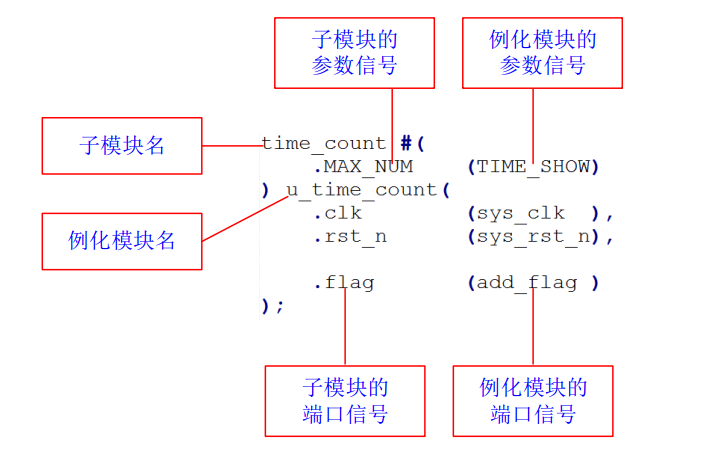 子模块的
参数信号
例化模块的
参数信号
子模块名
例化模块名
time_count #(
.MAX_NUM (TIME_SHOW)
) u_time_count(
.clk (sys_clk ),
.rst_n (sys_rst_n),
.flag (add_flag )
);
子模块的
端口信号
例化模块的
端口信号